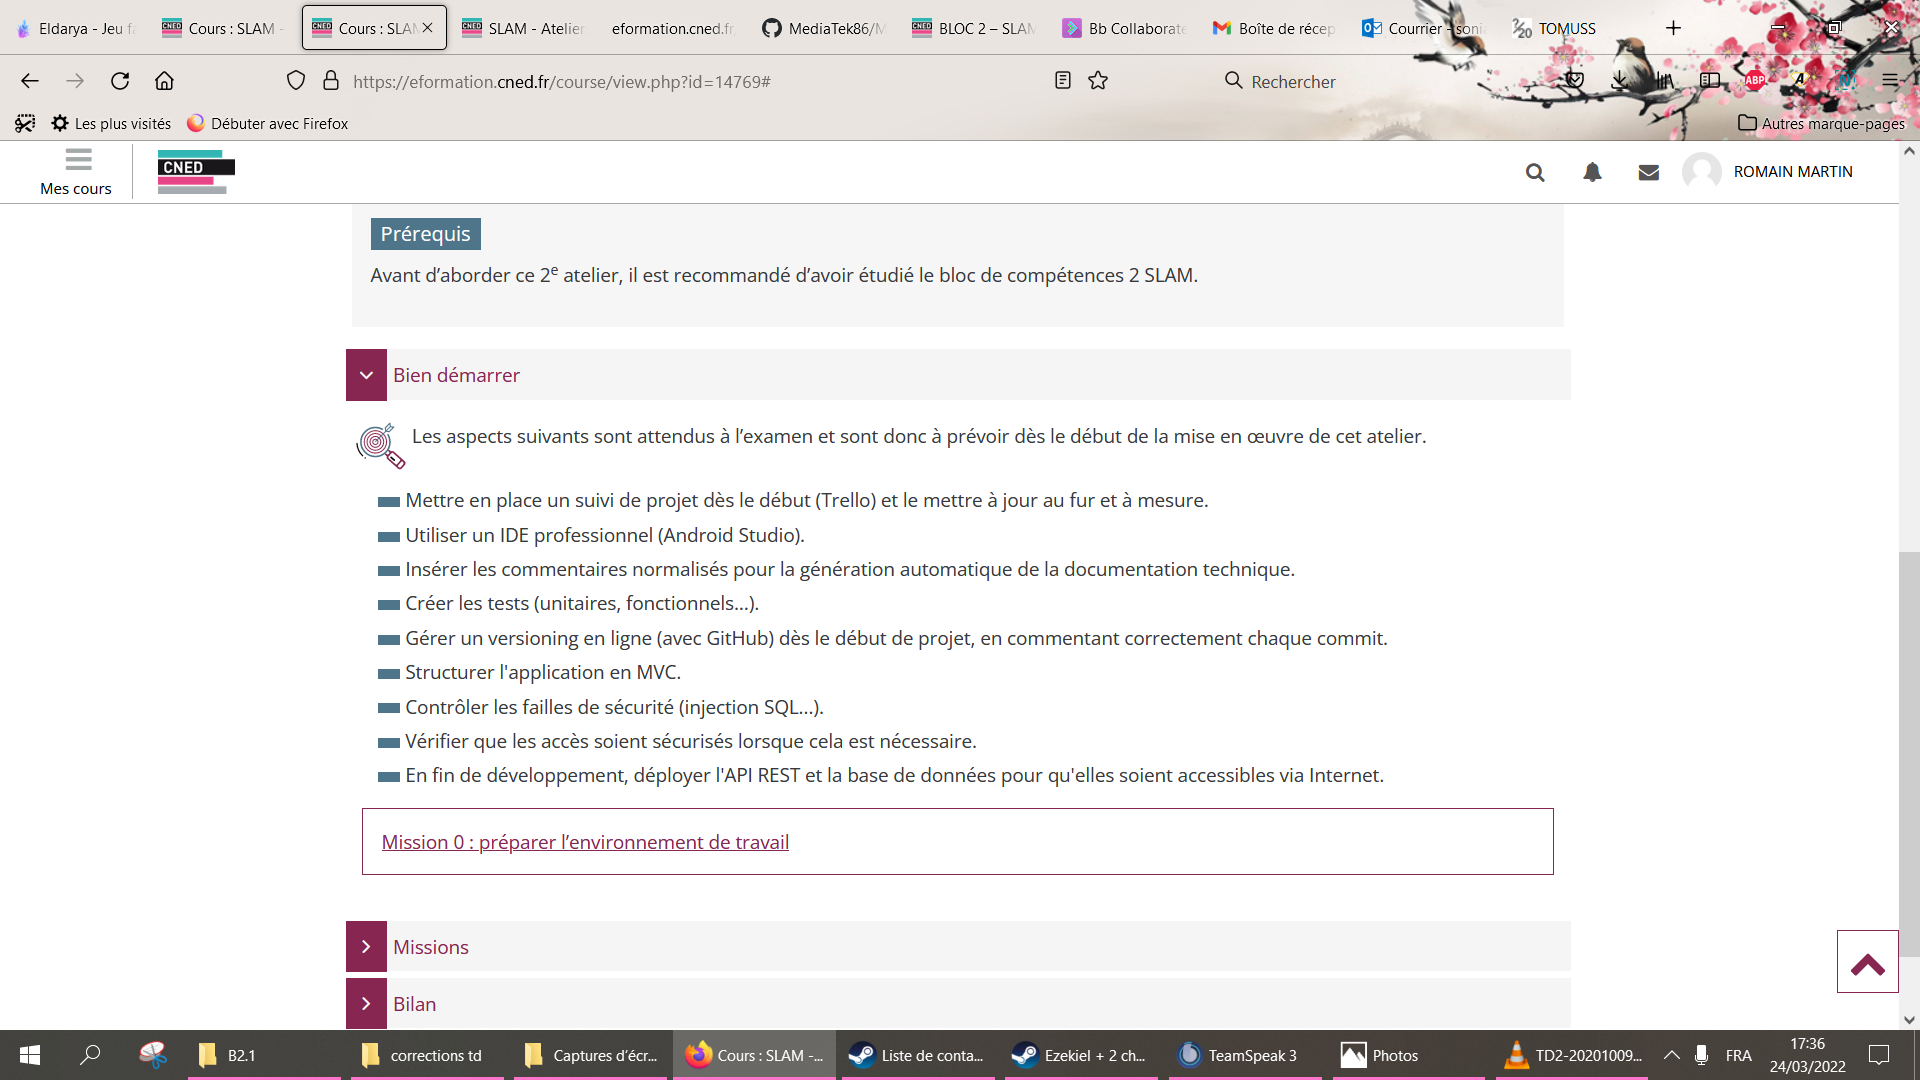 Eldarya - Jeu f
Cours : SLAM -
Cours : SLAM
SLAM - Atelier
eformation.cned.fr
MediaTek86/M
BLOC 2 – SLAM
Bb Collaborate
Boîte de récep
Courrier - soni
TOMUSS
https://eformation.cned.fr/course/view.php?id=14769#
Rechercher
ABP
Les plus visités
Débuter avec Firefox
Autres marque-pages
Mes cours
CNED
ROMAIN MARTIN
Prérequis
Avant d’aborder ce 2e atelier, il est recommandé d’avoir étudié le bloc de compétences 2 SLAM.
Bien démarrer
Les aspects suivants sont attendus à l’examen et sont donc à prévoir dès le début de la mise en œuvre de cet atelier.
Mettre en place un suivi de projet dès le début (Trello) et le mettre à jour au fur et à mesure.
Utiliser un IDE professionnel (Android Studio).
Insérer les commentaires normalisés pour la génération automatique de la documentation technique.
Créer les tests (unitaires, fonctionnels…).
Gérer un versioning en ligne (avec GitHub) dès le début de projet, en commentant correctement chaque commit.
Structurer l'application en MVC.
Contrôler les failles de sécurité (injection SQL…).
Vérifier que les accès soient sécurisés lorsque cela est nécessaire.
En fin de développement, déployer l'API REST et la base de données pour qu'elles soient accessibles via Internet.
Mission 0 : préparer l’environnement de travail
Missions
Bilan
B2.1
corrections td
Captures d’écr...
Cours : SLAM -...
Liste de conta...
Ezekiel + 2 ch...
TeamSpeak 3
Photos
TD2-20201009...
FRA
17:36
24/03/2022